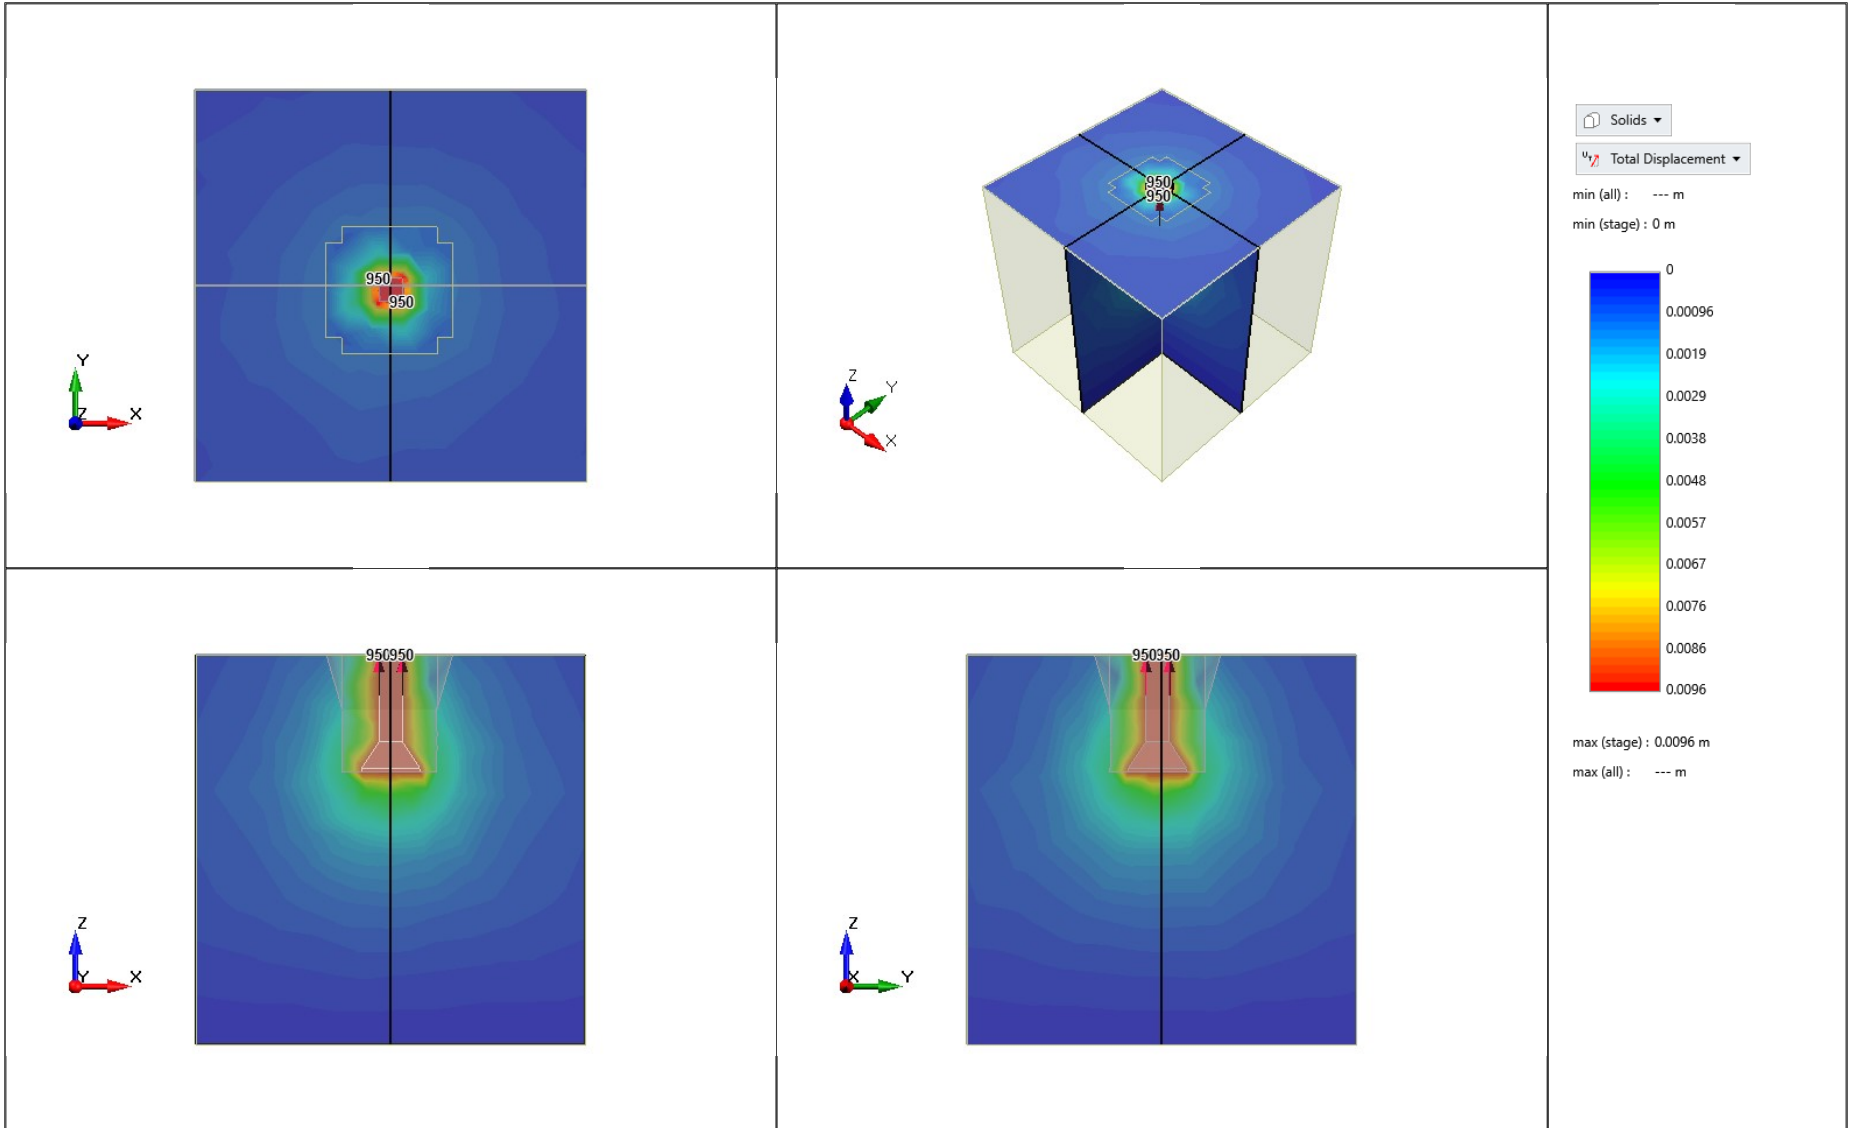 950
950
Y
Z
X
950
950
Z
Y
X
950950
Z
Y
X
950950
Z
X
Y
Solids
Total Displacement
min (all) : --- m
min (stage) : 0 m
0
0.00096
0.0019
0.0029
0.0038
0.0048
0.0057
0.0067
0.0076
0.0086
0.0096
max (stage) : 0.0096 m
max (all) : --- m